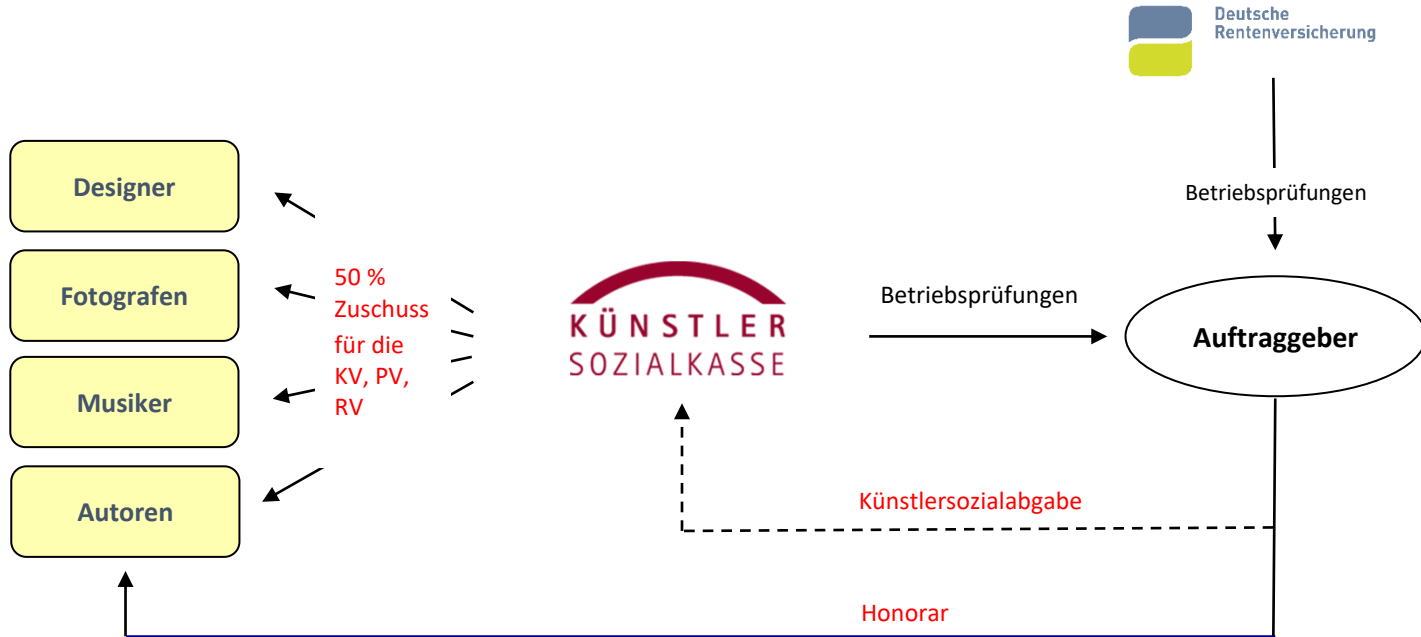 Deutsche
Rentenversicherung
Betriebsprüfungen
Designer
Fotografen
Musiker
Autoren
50 %
Zuschuss
für die
KV, PV,
RV
KÜNSTLER
SOZIALKASSE
Betriebsprüfungen
Auftraggeber
Künstlersozialabgabe
Honorar